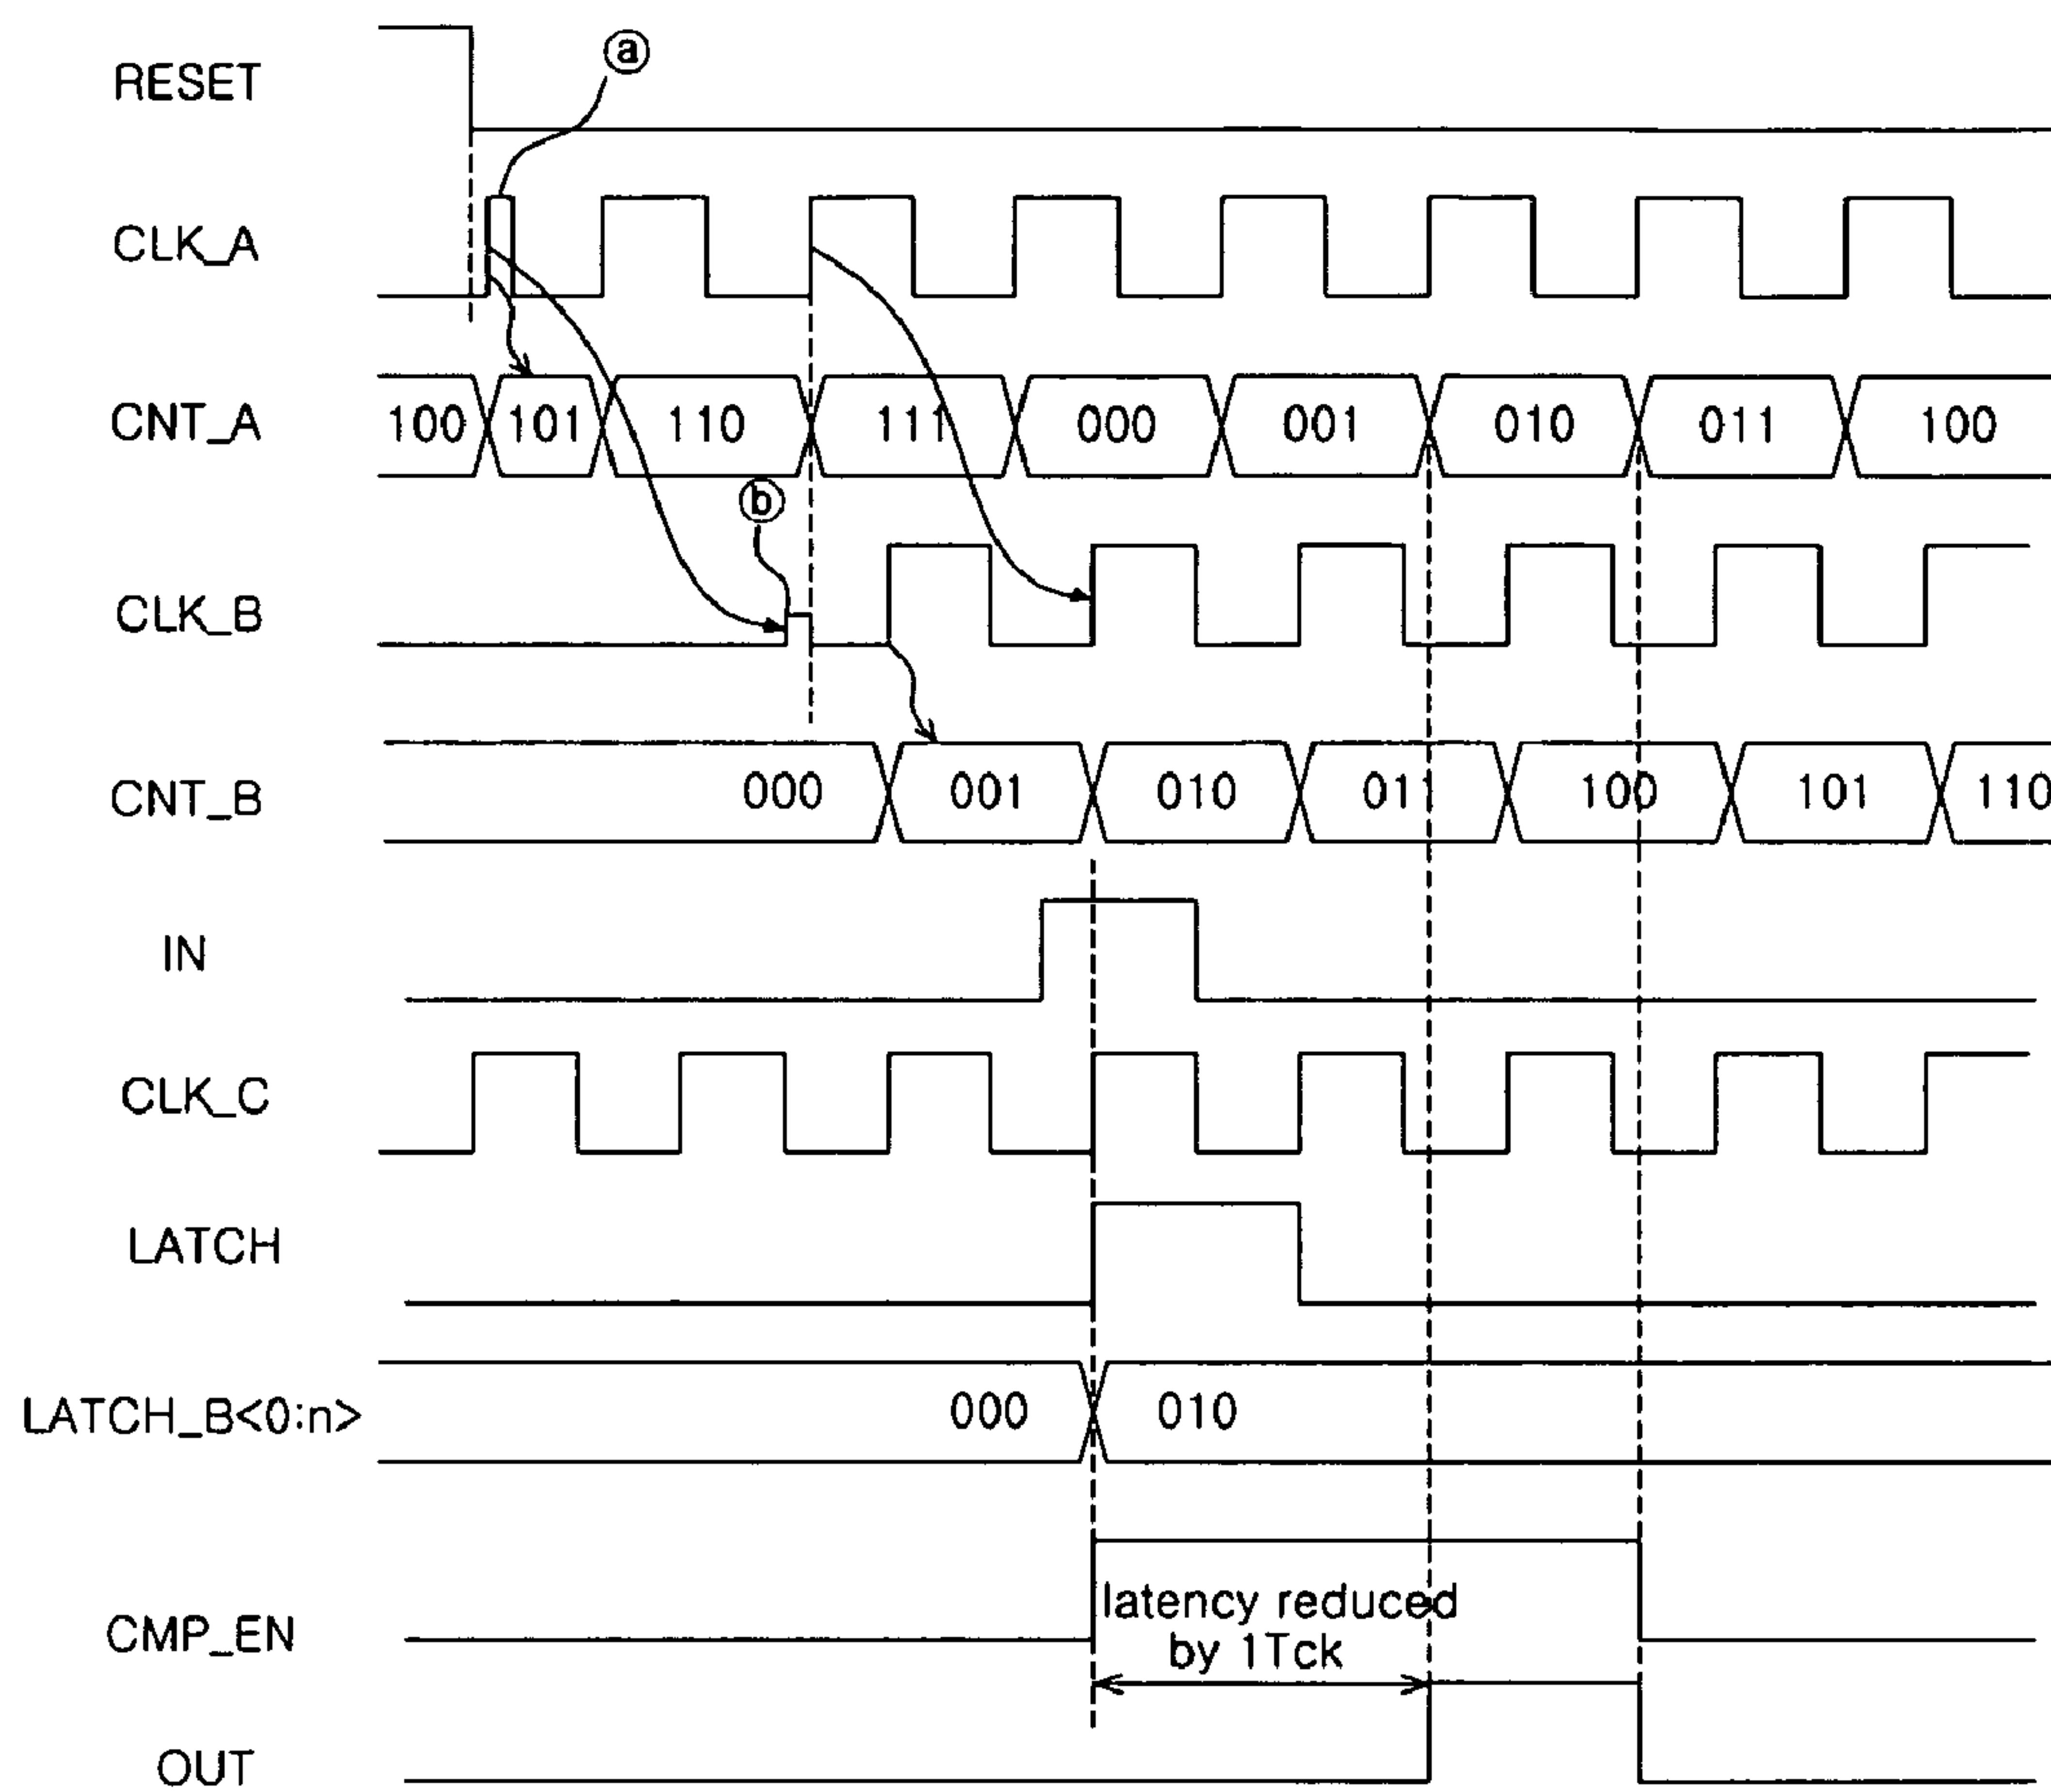 ⓐ
RESET
CLK_A
CNT_A 100 101 110 111 000 001 010 011 100
ⓑ
CLK_B
CNT_B 000 001 010 011 100 101 110
IN
CLK_C
LATCH
LATCH_B<0:n> 000 010
latency reduced
CMP_EN
by 1Tck
OUT